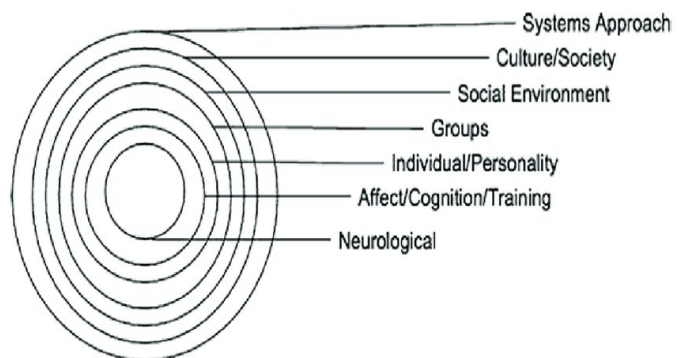 Systems Approach
Culture/Society
Social Environment
Groups
Individual/Personality
Affect/Cognition/Training
Neurological